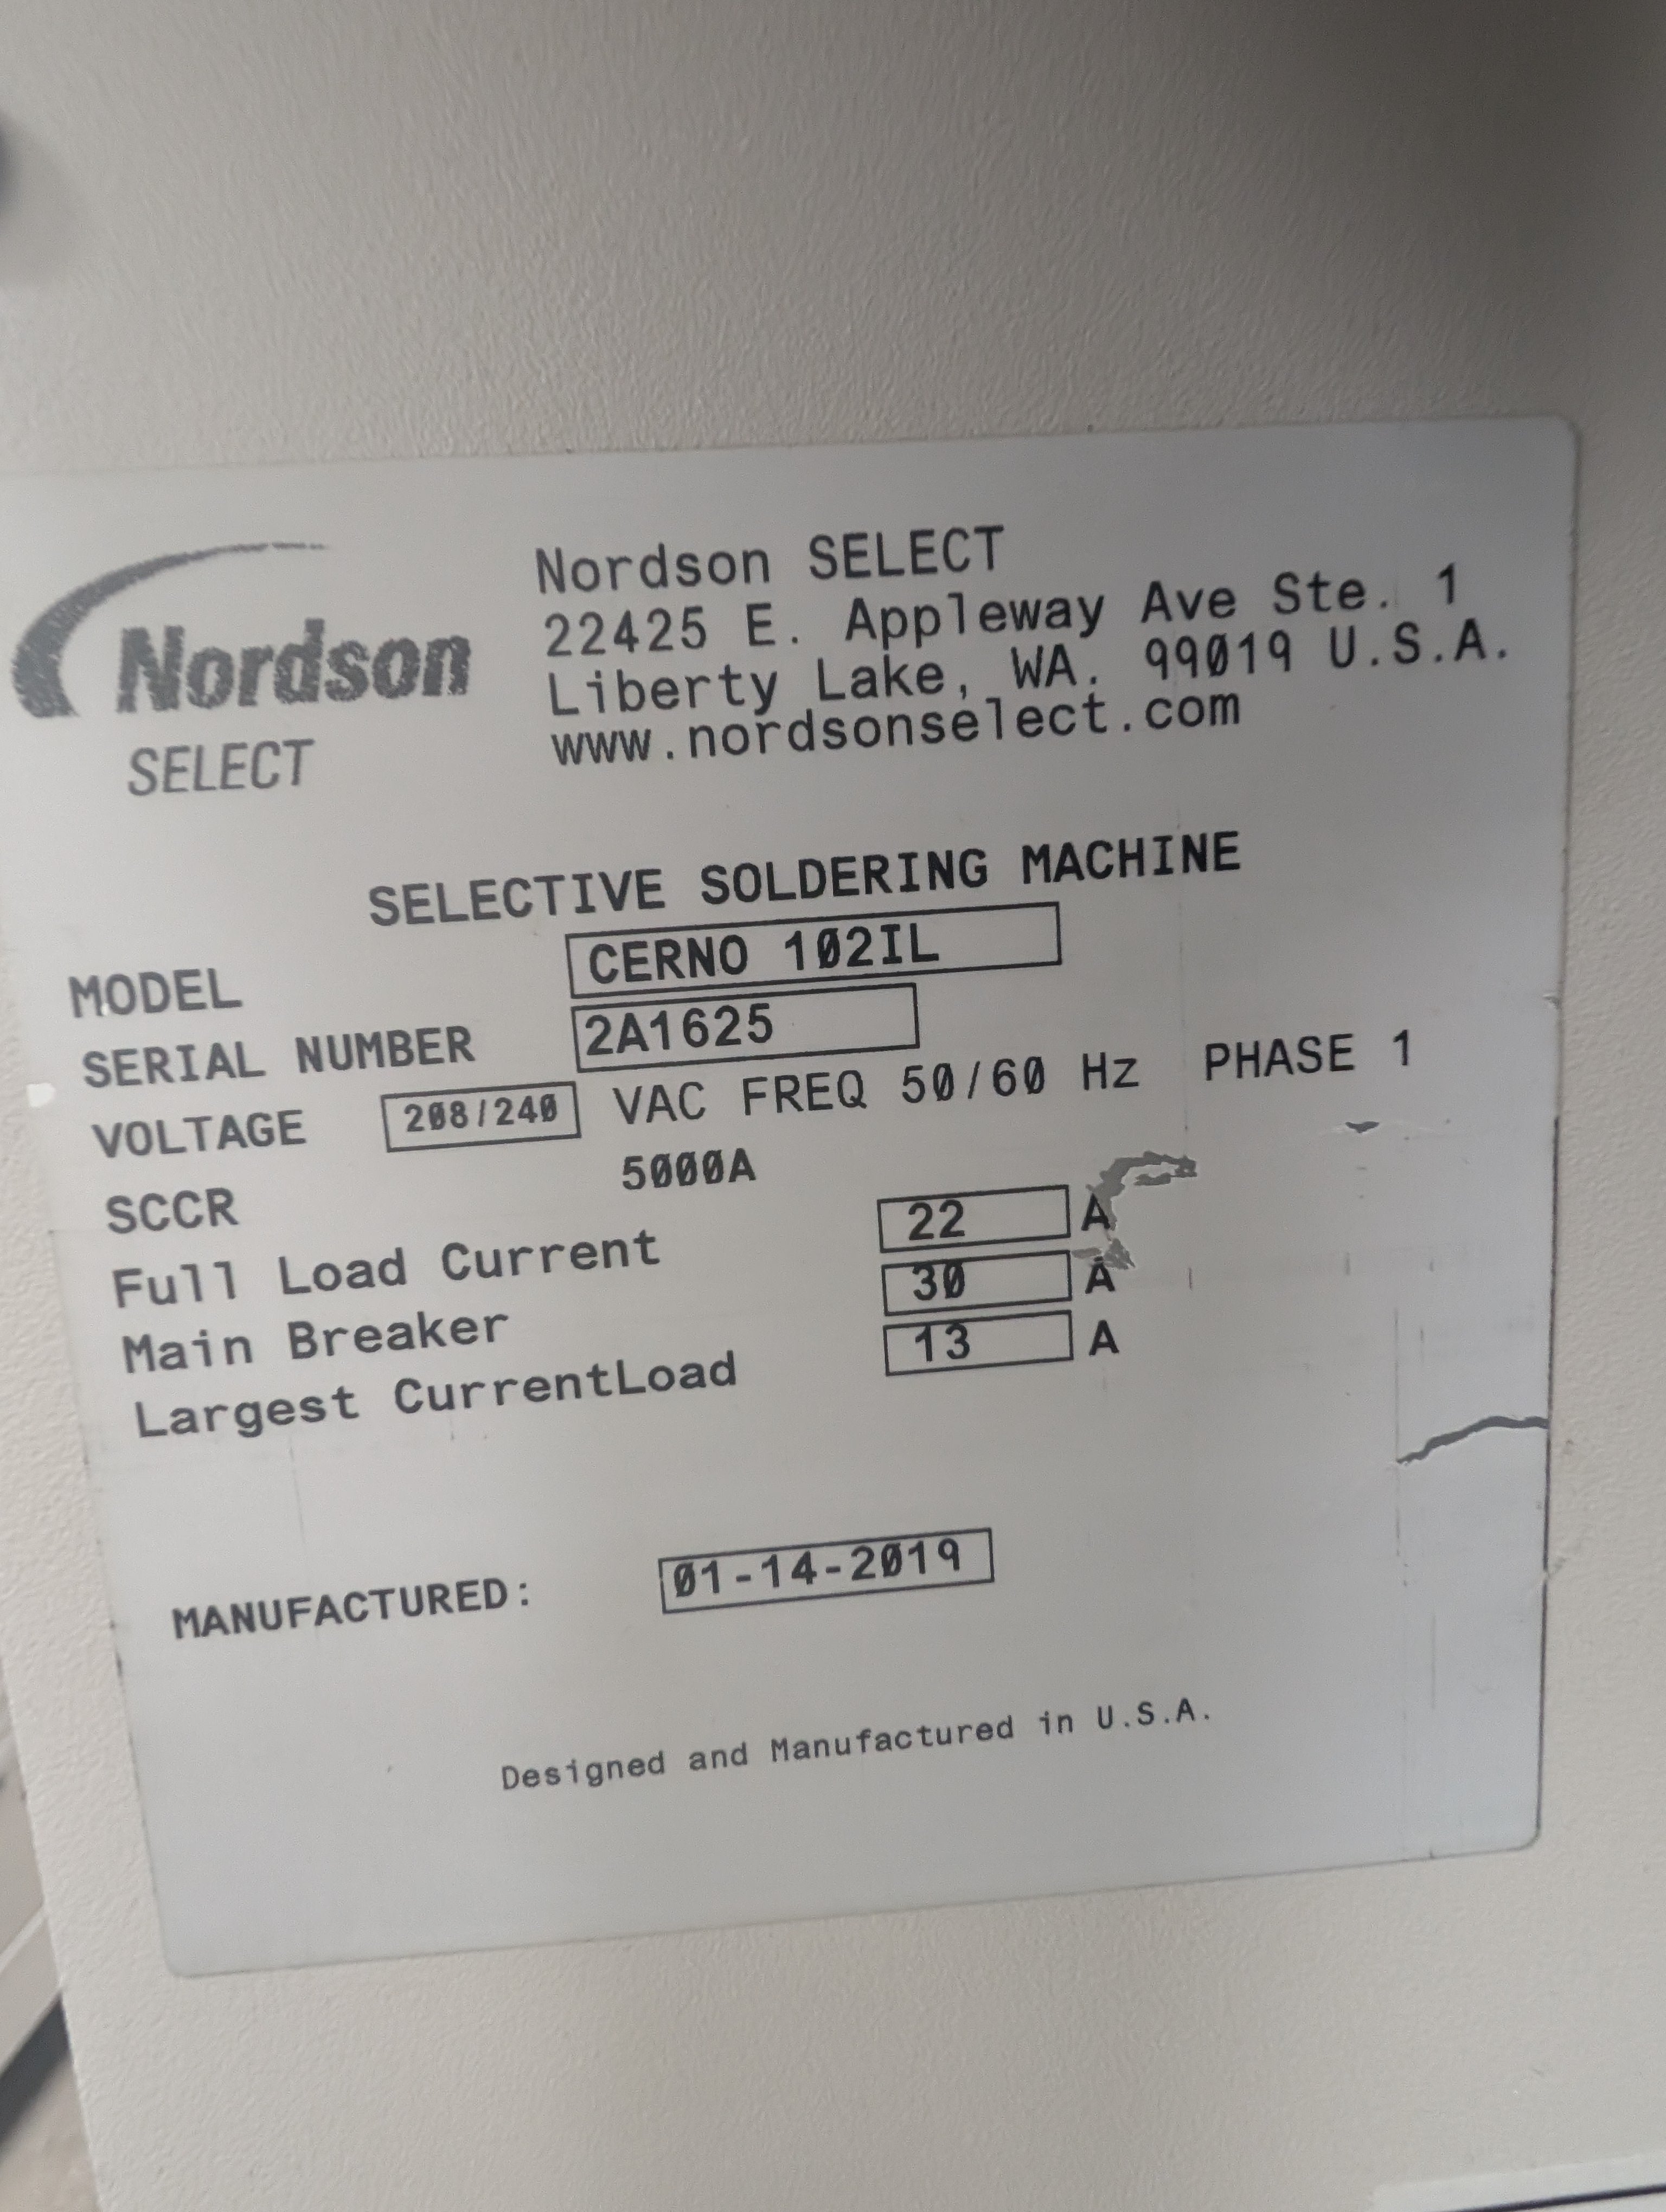 Nordson
SELECT
Nordson SELECT
22425 E. Appleway Ave Ste. 1
Liberty Lake, WA. 99019 U.S.A.
www.nordsonselect.com
SELECTIVE SOLDERING MACHINE
MODEL CERNO 102IL
SERIAL NUMBER 2A1625
VOLTAGE 208/240 VAC FREQ 50/60 Hz PHASE 1
SCCR 5000A
Full Load Current 22 A
Main Breaker 30 A
Largest CurrentLoad 13 A
MANUFACTURED: 01-14-2019
Designed and Manufactured in U.S.A.